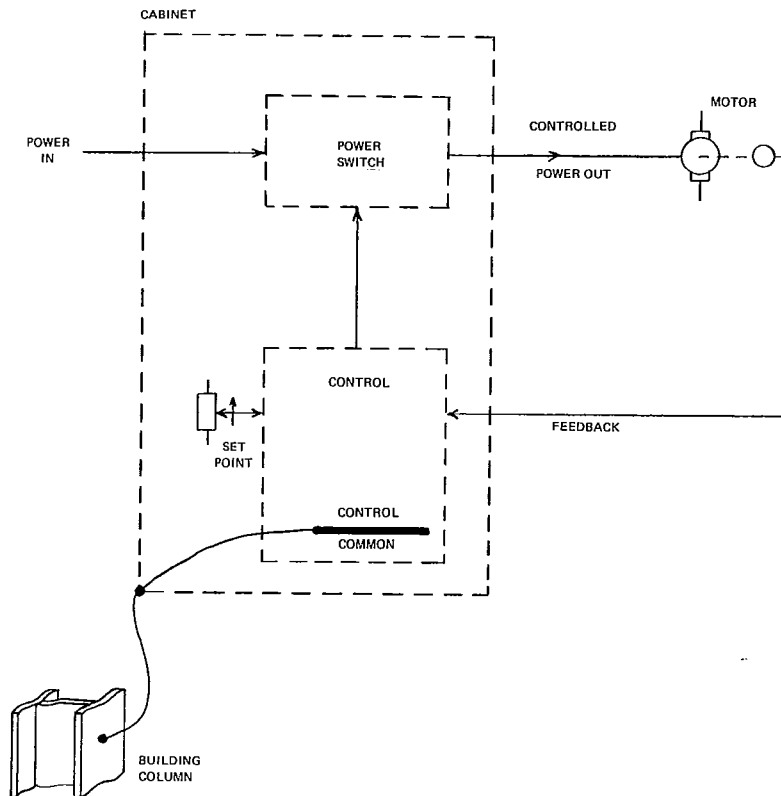 CABINET
MOTOR
POWER
IN
POWER
SWITCH
CONTROLLED
POWER OUT
CONTROL
SET
POINT
FEEDBACK
CONTROL
COMMON
BUILDING
COLUMN